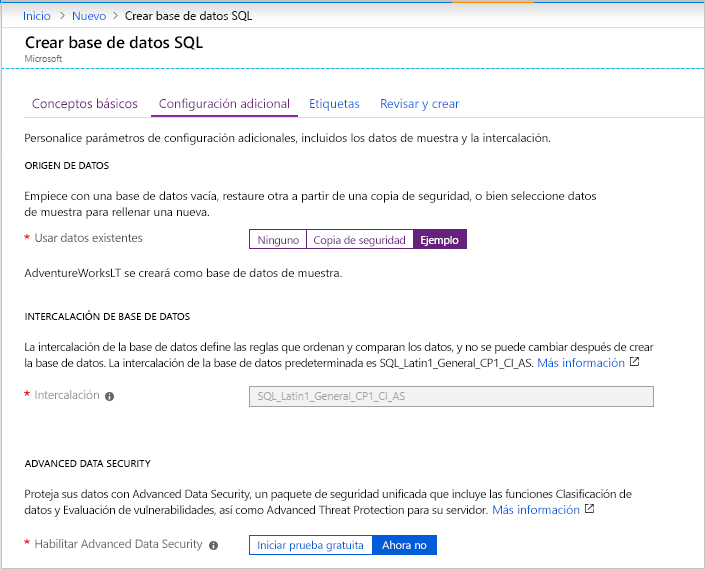 Inicio > Nuevo > Crear base de datos SQL
Crear base de datos SQL
Microsoft
Conceptos básicos Configuración adicional Etiquetas Revisar y crear
Personalice parámetros de configuración adicionales, incluidos los datos de muestra y la intercalación.
ORIGEN DE DATOS
Empiece con una base de datos vacía, restaure otra a partir de una copia de seguridad, o bien seleccione datos
de muestra para rellenar una nueva.
* Usar datos existentes Ninguno Copia de seguridad Ejemplo
AdventureWorksLT se creará como base de datos de muestra.
INTERCALACIÓN DE BASE DE DATOS
La intercalación de la base de datos define las reglas que ordenan y comparan los datos, y no se puede cambiar después de crear
la base de datos. La intercalación de la base de datos predeterminada es SQL_Latin1_General_CP1_CI_AS. Más información
* Intercalación SQL_Latin1_General_CP1_CI_AS
ADVANCED DATA SECURITY
Proteja sus datos con Advanced Data Security, un paquete de seguridad unificada que incluye las funciones Clasificación de
datos y Evaluación de vulnerabilidades, así como Advanced Threat Protection para su servidor. Más información
* Habilitar Advanced Data Security Iniciar prueba gratuita Ahora no